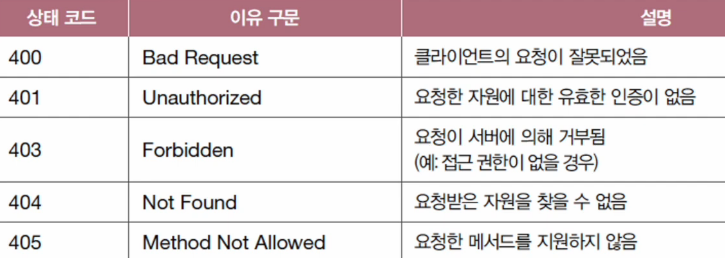 상태 코드 이유 구문 설명
400 Bad Request 클라이언트의 요청이 잘못되었음
401 Unauthorized 요청한 자원에 대한 유효한 인증이 없음
403 Forbidden 요청이 서버에 의해 거부됨
(예: 접근 권한이 없을 경우)
404 Not Found 요청받은 자원을 찾을 수 없음
405 Method Not Allowed 요청한 메서드를 지원하지 않음